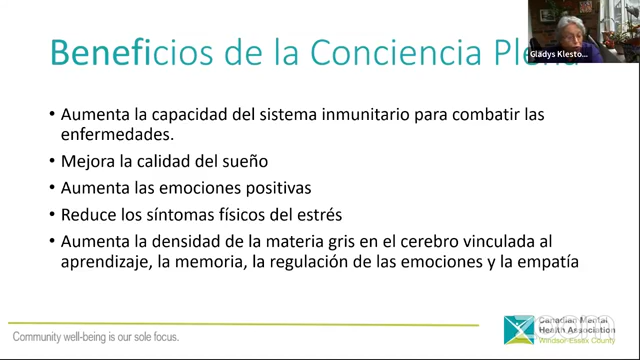 Beneficios de la Conciencia Plena
Gladys Klesto...
• Aumenta la capacidad del sistema inmunitario para combatir las
enfermedades.
• Mejora la calidad del sueño
• Aumenta las emociones positivas
• Reduce los síntomas físicos del estrés
• Aumenta la densidad de la materia gris en el cerebro vinculada al
aprendizaje, la memoria, la regulación de las emociones y la empatía
Community well-being is our sole focus.
Canadian Mental
Health Association
Windsor-Essex County
zoom